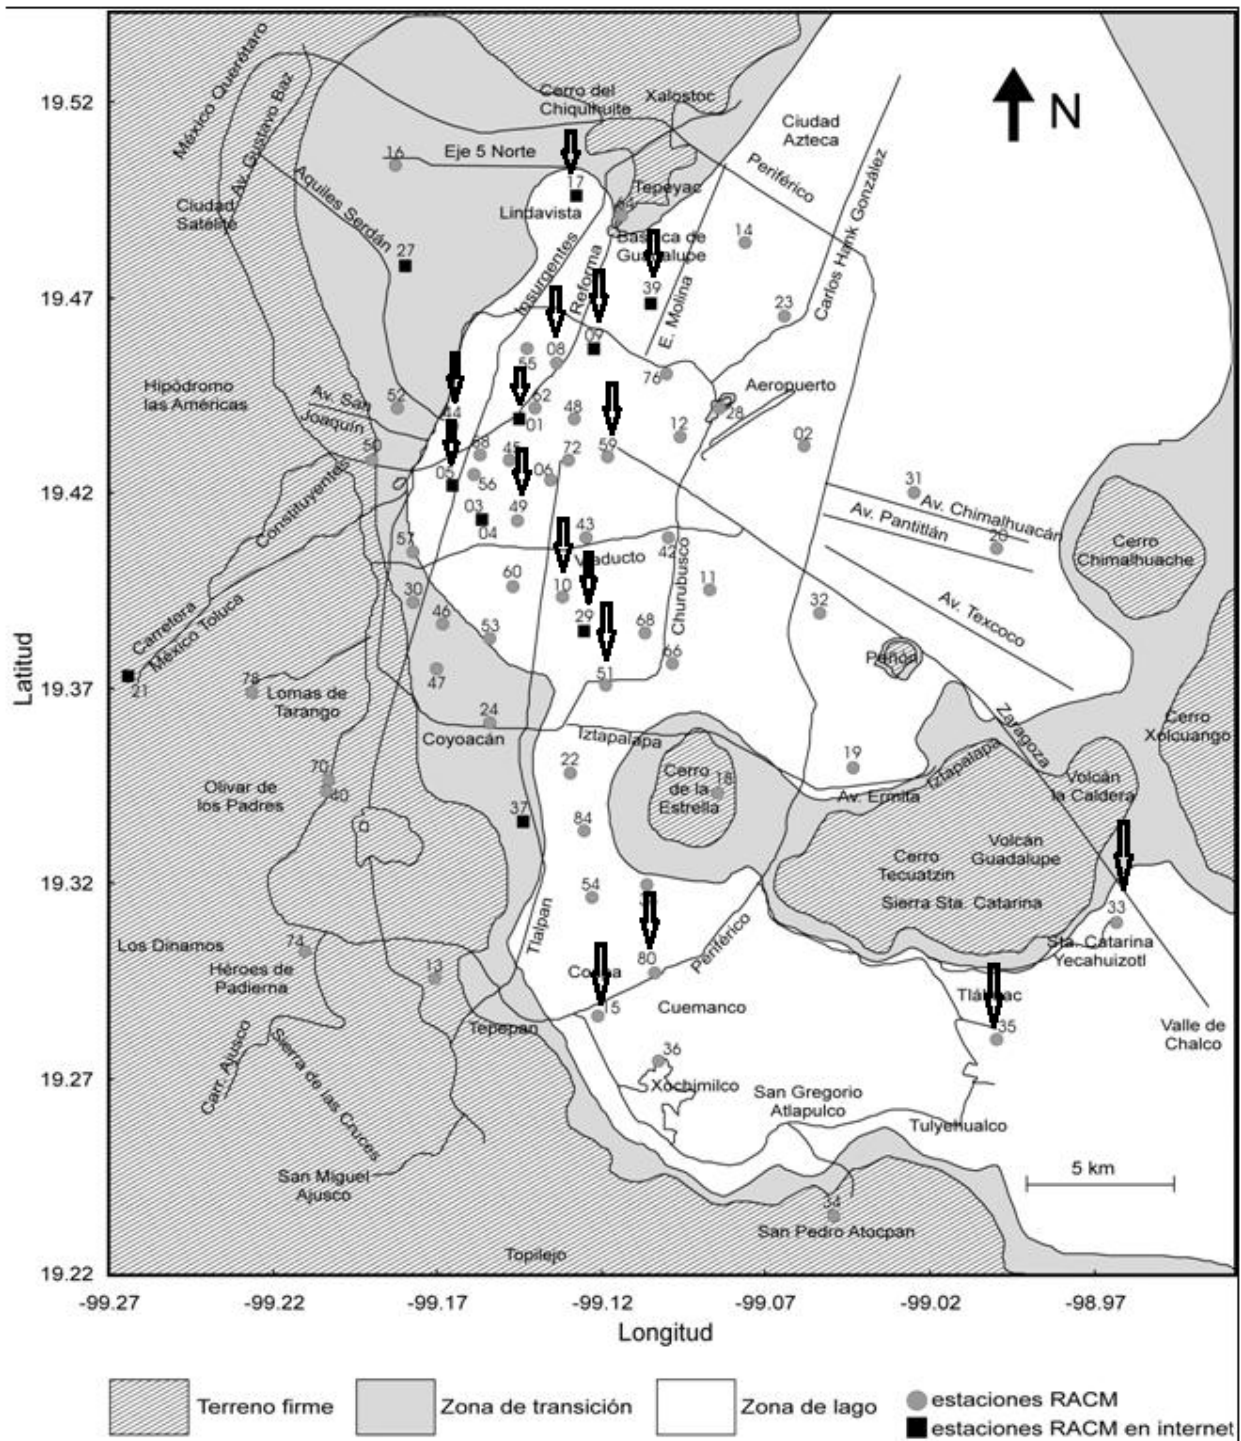 México Querétaro
Av. Gustavo Baz
Cerro del
Chiquihuite
Xalostoc
19.52
Ciudad
Azteca
N
16
Eje 5 Norte
Periférico
Aquiles Serdán
17
Tepeyac
Carlos Hank González
Ciudad
Satélite
Lindavista
14
27
Insurgentes
Reforma
39
E. Molina
19.47
23
09
08
55
76
Hipódromo
las Américas
Aeropuerto
52
Av. San
Joaquín
44
62
48
28
01
12
02
50
58
45
72
59
05
56
06
31
19.42
Constituyentes
03
04
49
Av. Chimalhuacán
Av. Pantitlán
43
42
20
Cerro
Chimalhuache
57
Churubusco
60
10
11
30
Av. Texcoco
32
46
53
29
68
Carretera
México Toluca
66
Peñón
21
78
47
51
19.37
Lomas de
Tarango
24
Coyoacán
Iztapalapa
Zaragoza
Cerro
Xolcuango
22
19
Iztapalapa
70
40
Olivar de
los Padres
Cerro
de la
Estrella
18
Av. Ermita
Volcán
la Caldera
37
84
Volcán
Guadalupe
Cerro
Tecuatzin
19.32
54
Sierra Sta. Catarina
33
Tlalpan
Periférico
Sta. Catarina
Yecahuizotl
Los Dinamos
74
Héroes de
Padierna
13
80
Cuemanco
15
Tepepan
35
Valle de
Chalco
Carr. Ajusco
Sierra de las Cruces
36
19.27
Xochimilco
San Gregorio
Atlapulco
Tulyehualco
San Miguel
Ajusco
5 km
34
San Pedro Atocpan
Topilejo
19.22
Latitud
-99.27 -99.22 -99.17 -99.12 -99.07 -99.02 -98.97
Longitud
Terreno firme
Zona de transición
Zona de lago
estaciones RACM
estaciones RACM en internet